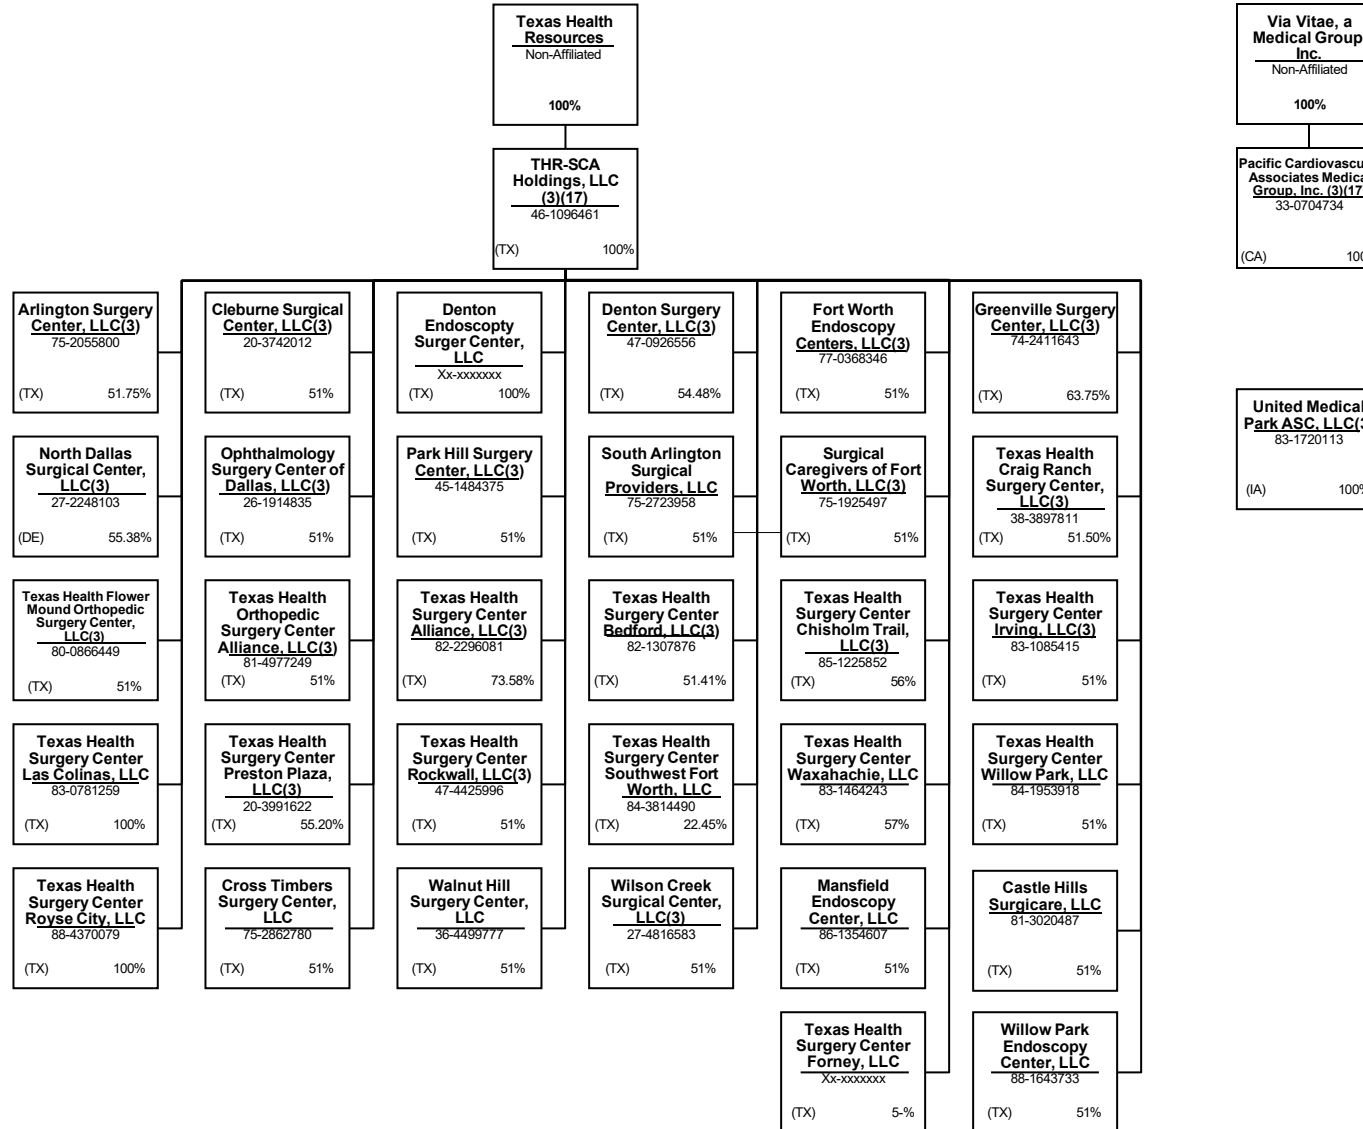 Texas Health
Resources
Non-Affiliated
100%
Via Vitae, a
Medical Group
Inc.
Non-Affiliated
100%
THR-SCA
Holdings, LLC
(3)(17)
46-1096461
(TX) 100%
Pacific Cardiovascu
Associates Medica
Group, Inc. (3)(17
33-0704734
(CA) 100
Arlington Surgery
Center, LLC(3)
75-2055800
(TX) 51.75%
Cleburne Surgical
Center, LLC(3)
20-3742012
(TX) 51%
Denton
Endoscopty
Surger Center,
LLC
Xx-xxxxxxx
(TX) 100%
Denton Surgery
Center, LLC(3)
47-0926556
(TX) 54.48%
Fort Worth
Endoscopy
Centers, LLC(3)
77-0368346
(TX) 51%
Greenville Surgery
Center, LLC(3)
74-2411643
(TX) 63.75%
United Medical
Park ASC, LLC(3
83-1720113
(IA) 100%
North Dallas
Surgical Center,
LLC(3)
27-2248103
(DE) 55.38%
Ophthalmology
Surgery Center of
Dallas, LLC(3)
26-1914835
(TX) 51%
Park Hill Surgery
Center, LLC(3)
45-1484375
(TX) 51%
South Arlington
Surgical
Providers, LLC
75-2723958
(TX) 51%
Surgical
Caregivers of Fort
Worth, LLC(3)
75-1925497
(TX) 51%
Texas Health
Craig Ranch
Surgery Center,
LLC(3)
38-3897811
(TX) 51.50%
Texas Health Flower
Mound Orthopedic
Surgery Center,
LLC(3)
80-0866449
(TX) 51%
Texas Health
Orthopedic
Surgery Center
Alliance, LLC(3)
81-4977249
(TX) 51%
Texas Health
Surgery Center
Alliance, LLC(3)
82-2296081
(TX) 73.58%
Texas Health
Surgery Center
Bedford, LLC(3)
82-1307876
(TX) 51.41%
Texas Health
Surgery Center
Chisholm Trail,
LLC(3)
85-1225852
(TX) 56%
Texas Health
Surgery Center
Irving, LLC(3)
83-1085415
(TX) 51%
Texas Health
Surgery Center
Las Colinas, LLC
83-0781259
(TX) 100%
Texas Health
Surgery Center
Preston Plaza,
LLC(3)
20-3991622
(TX) 55.20%
Texas Health
Surgery Center
Rockwall, LLC(3)
47-4425996
(TX) 51%
Texas Health
Surgery Center
Southwest Fort
Worth, LLC
84-3814490
(TX) 22.45%
Texas Health
Surgery Center
Waxahachie, LLC
83-1464243
(TX) 57%
Texas Health
Surgery Center
Willow Park, LLC
84-1953918
(TX) 51%
Texas Health
Surgery Center
Royse City, LLC
88-4370079
(TX) 100%
Cross Timbers
Surgery Center,
LLC
75-2862780
(TX) 51%
Walnut Hill
Surgery Center,
LLC
36-4499777
(TX) 51%
Wilson Creek
Surgical Center,
LLC(3)
27-4816583
(TX) 51%
Mansfield
Endoscopy
Center, LLC
86-1354607
(TX) 51%
Castle Hills
Surgicare, LLC
81-3020487
(TX) 51%
Texas Health
Surgery Center
Forney, LLC
Xx-xxxxxxx
(TX) 5-%
Willow Park
Endoscopy
Center, LLC
88-1643733
(TX) 51%